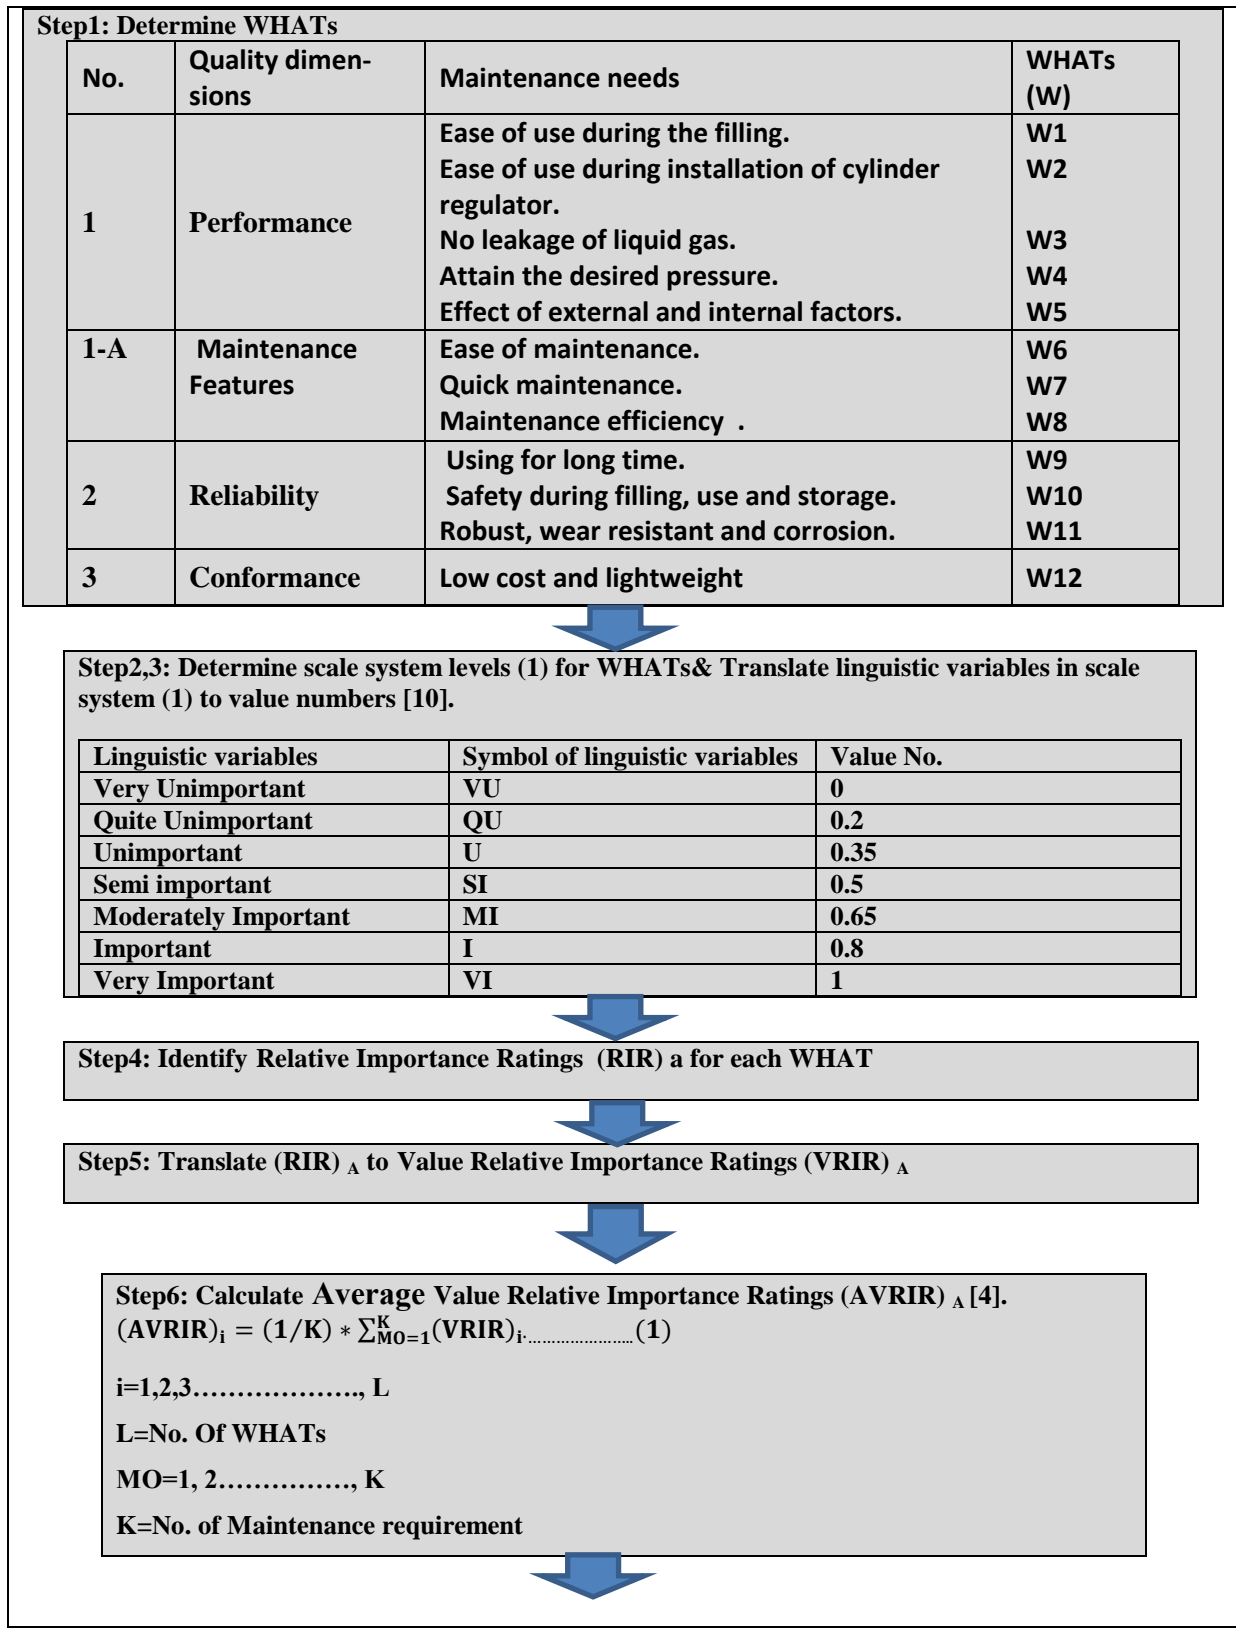 Step1: Determine WHATs
No. Quality dimen- Maintenance needs WHATs
sions (W)
1 Performance Ease of use during the filling. W1
Ease of use during installation of cylinder W2
regulator.
No leakage of liquid gas. W3
Attain the desired pressure. W4
Effect of external and internal factors. W5
1-A Maintenance Ease of maintenance. W6
Features Quick maintenance. W7
Maintenance efficiency . W8
Using for long time. W9
2 Reliability Safety during filling, use and storage. W10
Robust, wear resistant and corrosion. W11
3 Conformance Low cost and lightweight W12
Step2,3: Determine scale system levels (1) for WHATs& Translate linguistic variables in scale
system (1) to value numbers [10].
Linguistic variables Symbol of linguistic variables Value No.
Very Unimportant VU 0
Quite Unimportant QU 0.2
Unimportant U 0.35
Semi important SI 0.5
Moderately Important MI 0.65
Important I 0.8
Very Important VI 1
Step4: Identify Relative Importance Ratings (RIR) a for each WHAT
Step5: Translate (RIR) A to Value Relative Importance Ratings (VRIR) A
Step6: Calculate Average Value Relative Importance Ratings (AVRIR) A [4].
(AVRIR)i = (1/K) ∗ ∑ᴷMO=1(VRIR)i.…………………..(1)
i=1,2,3………………., L
L=No. Of WHATs
MO=1, 2……………, K
K=No. of Maintenance requirement